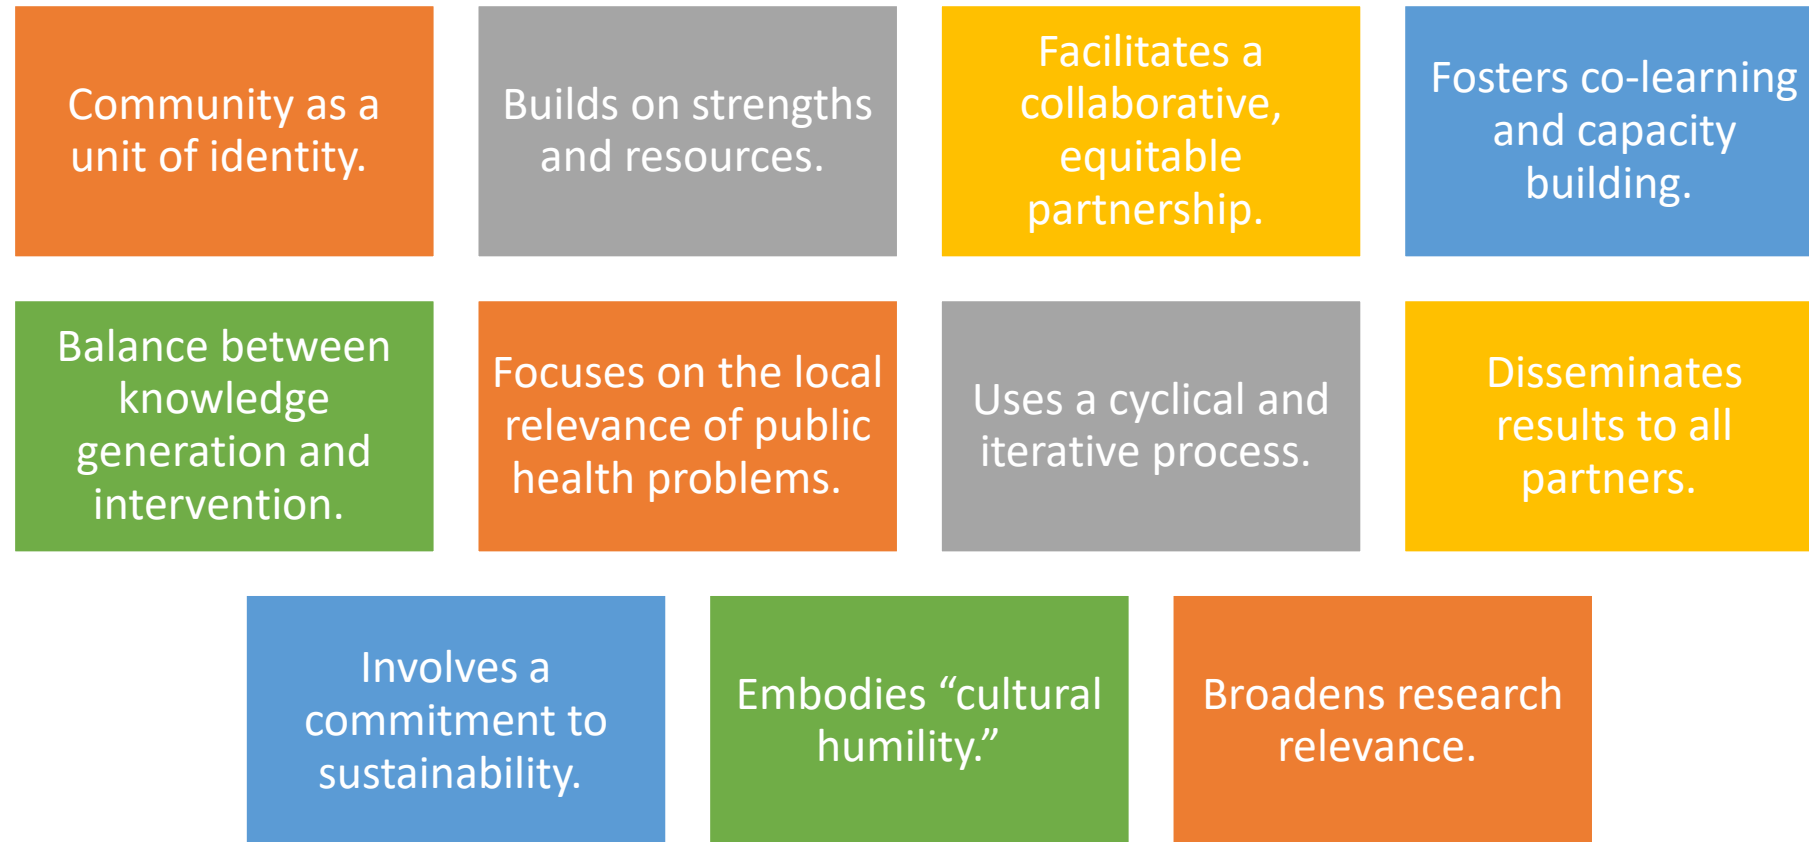 Community as a
unit of identity.
Builds on strengths
and resources.
Facilitates a
collaborative,
equitable
partnership.
Fosters co-learning
and capacity
building.
Balance between
knowledge
generation and
intervention.
Focuses on the local
relevance of public
health problems.
Uses a cyclical and
iterative process.
Disseminates
results to all
partners.
Involves a
commitment to
sustainability.
Embodies “cultural
humility.”
Broadens research
relevance.